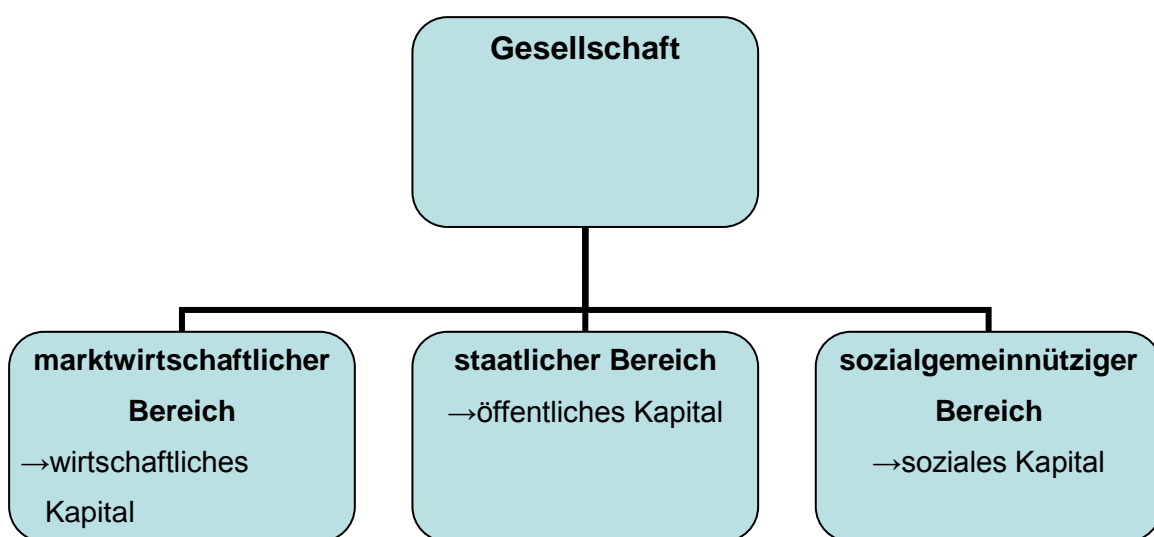 Gesellschaft
marktwirtschaftlicher
Bereich
→wirtschaftliches
Kapital
staatlicher Bereich
→öffentliches Kapital
sozialgemeinnütziger
Bereich
→soziales Kapital